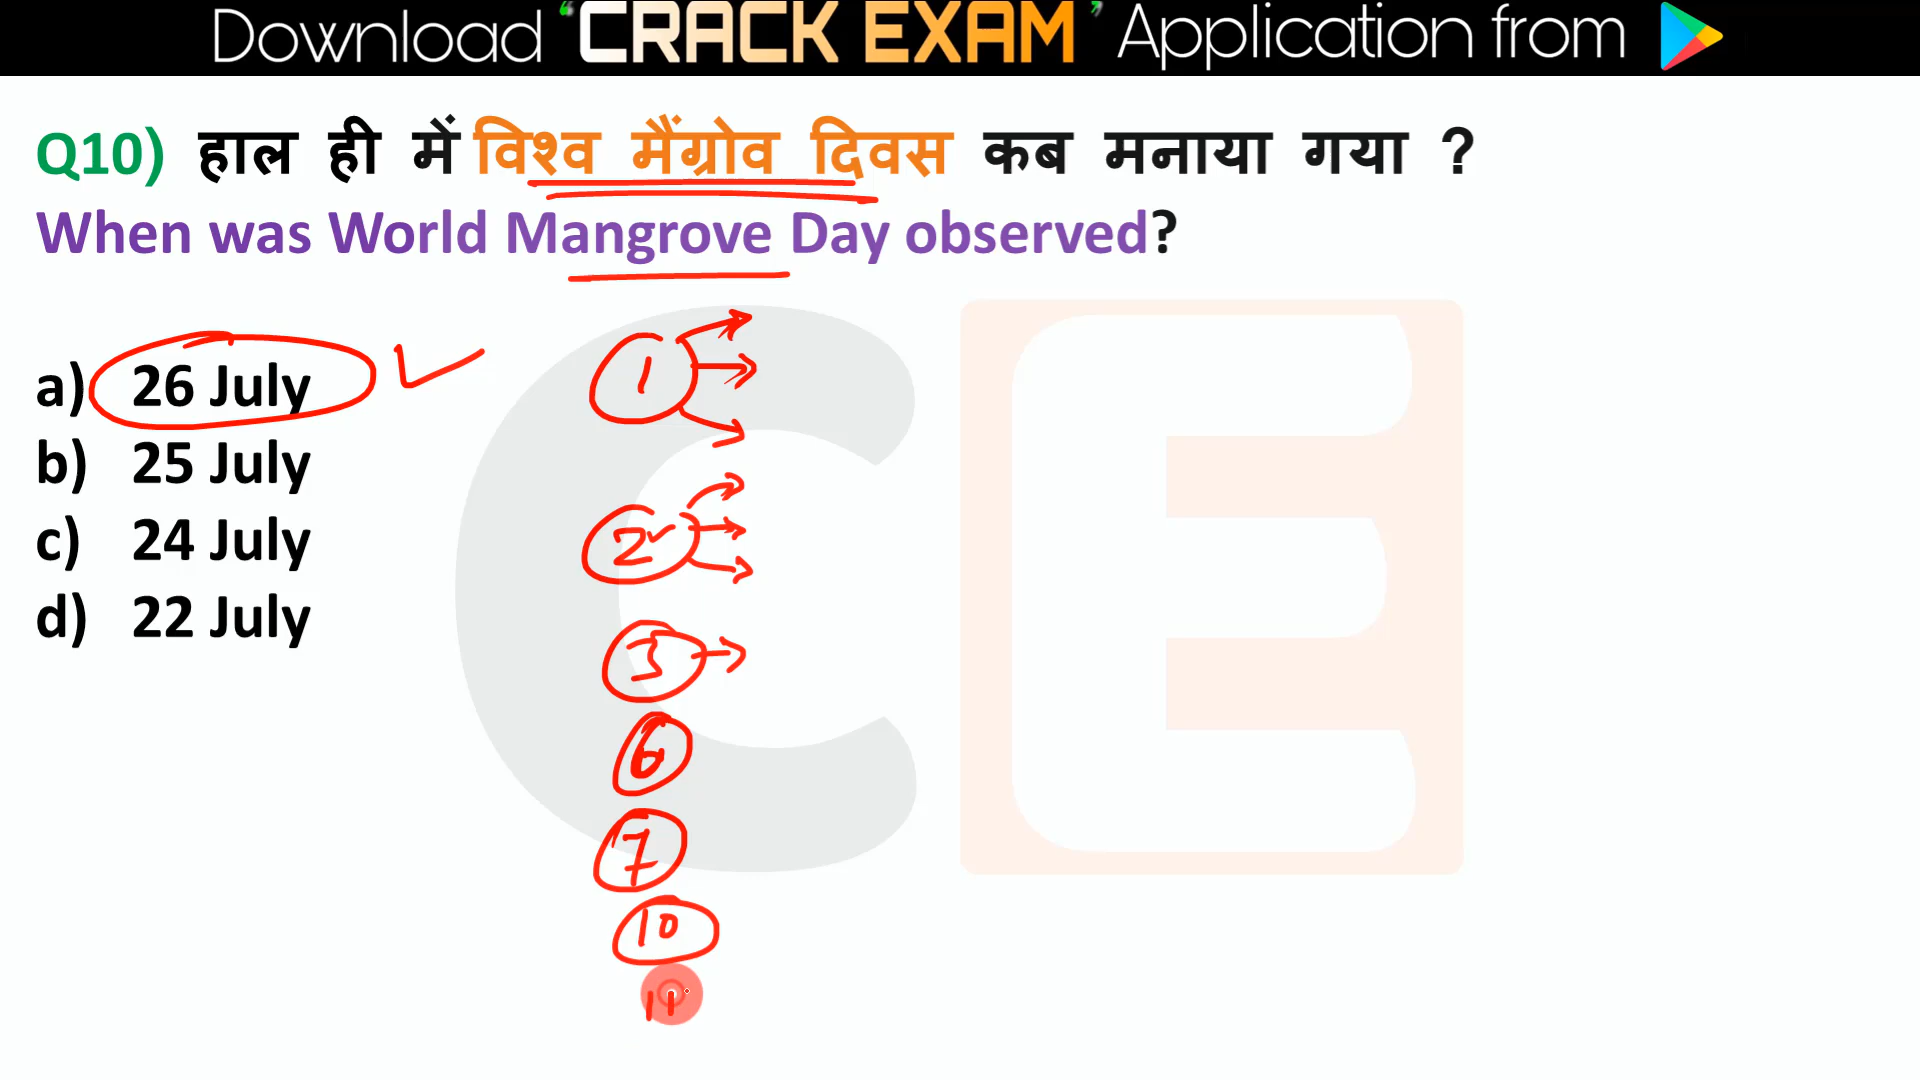 Download 'CRACK EXAM' Application from
Q10) हाल ही में विश्व मैंग्रोव दिवस कब मनाया गया ?
When was World Mangrove Day observed?
a) 26 July
b) 25 July
c) 24 July
d) 22 July
1
2
3
6
7
10
11
CE